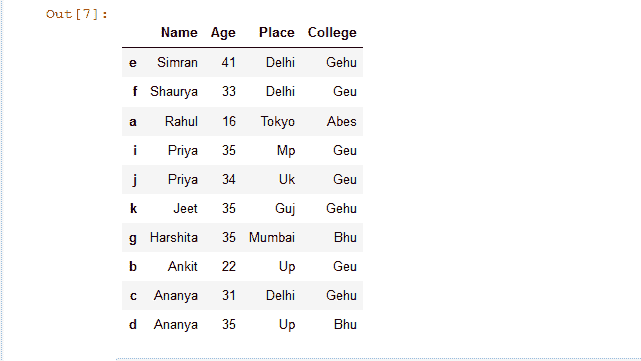 Out[7]:
Name Age Place College
e Simran 41 Delhi Gehu
f Shaurya 33 Delhi Geu
a Rahul 16 Tokyo Abes
i Priya 35 Mp Geu
j Priya 34 Uk Geu
k Jeet 35 Guj Gehu
g Harshita 35 Mumbai Bhu
b Ankit 22 Up Geu
c Ananya 31 Delhi Gehu
d Ananya 35 Up Bhu